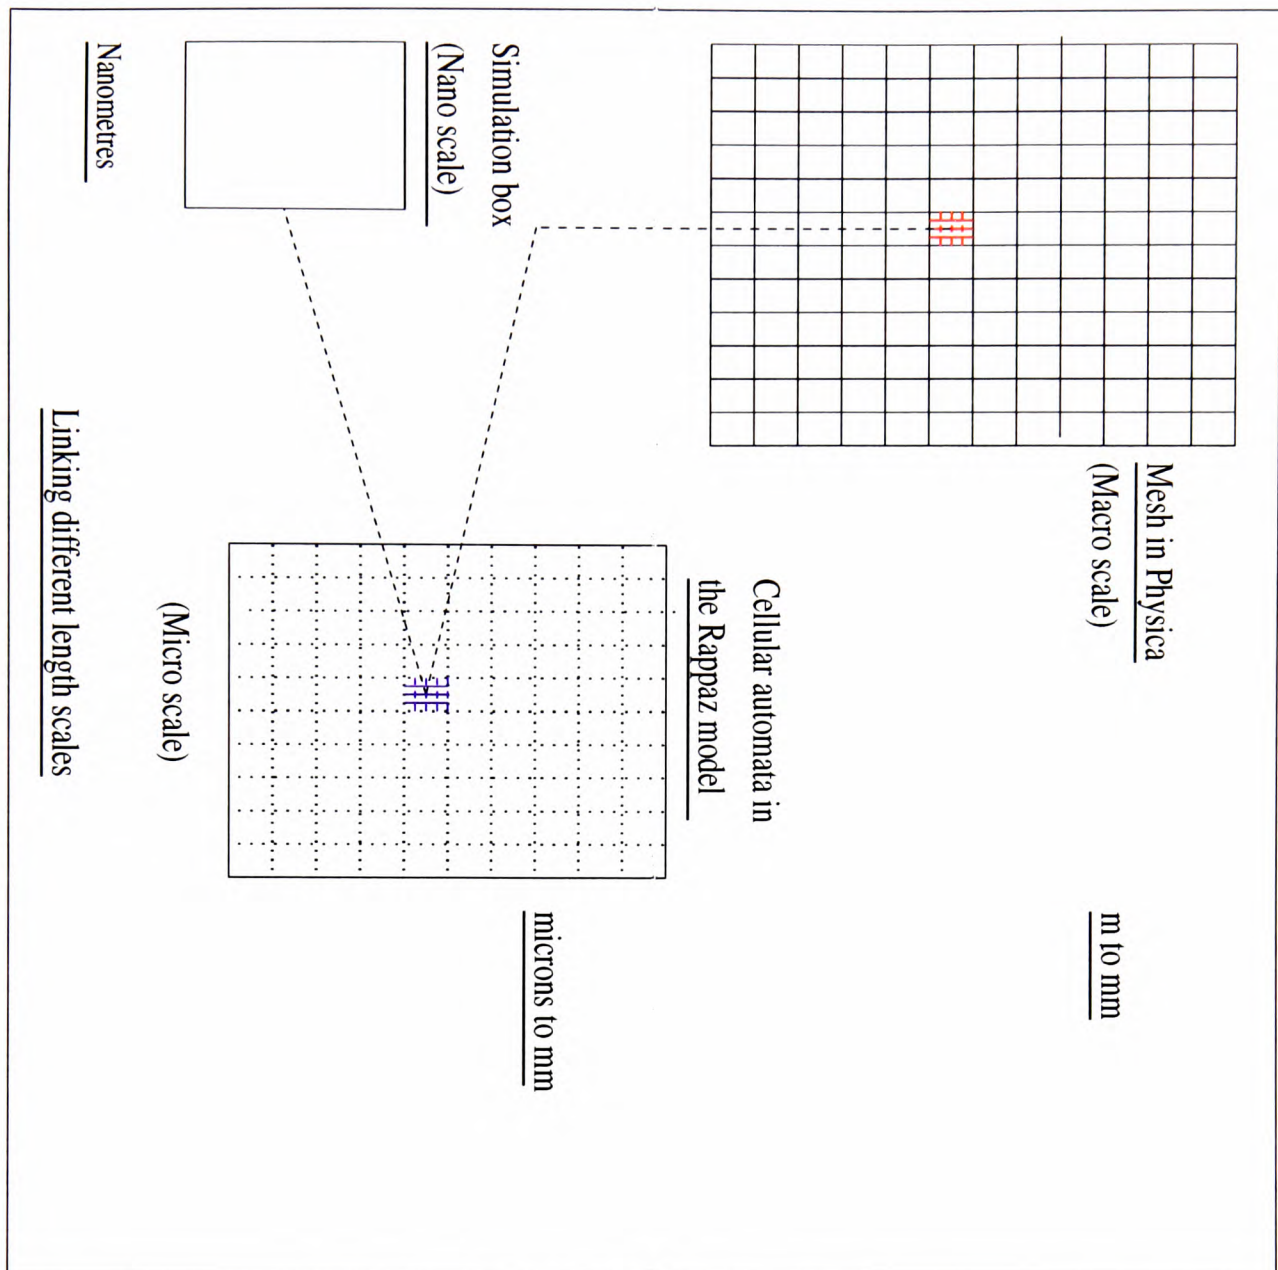 Mesh in Physica
(Macro scale)
m to mm
Cellular automata in
the Rappaz model
microns to mm
Simulation box
(Nano scale)
(Micro scale)
Nanometres
Linking different length scales